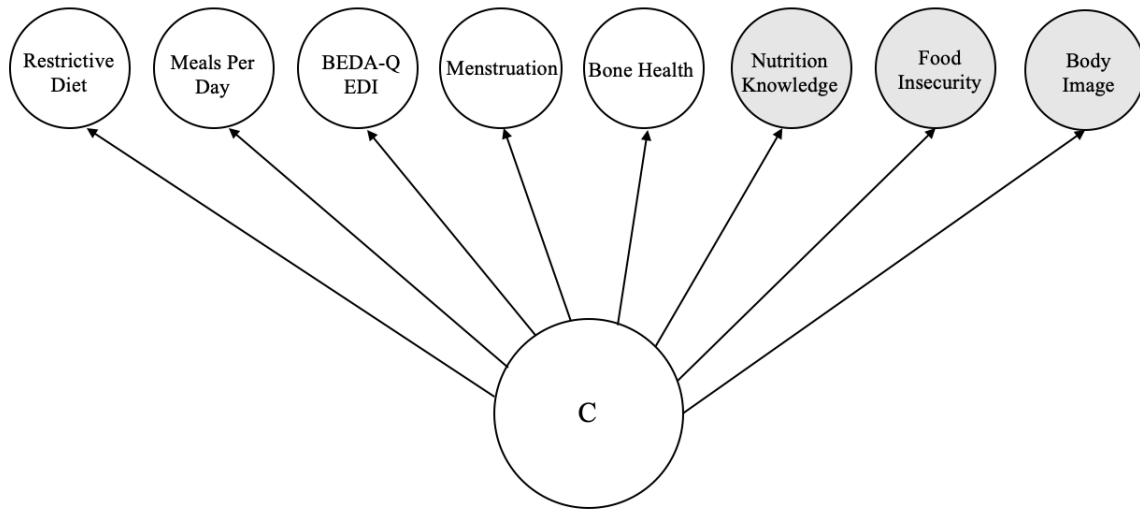 Restrictive
Diet
Meals Per
Day
BEDA-Q
EDI
Menstruation
Bone Health
Nutrition
Knowledge
Food
Insecurity
Body
Image
C